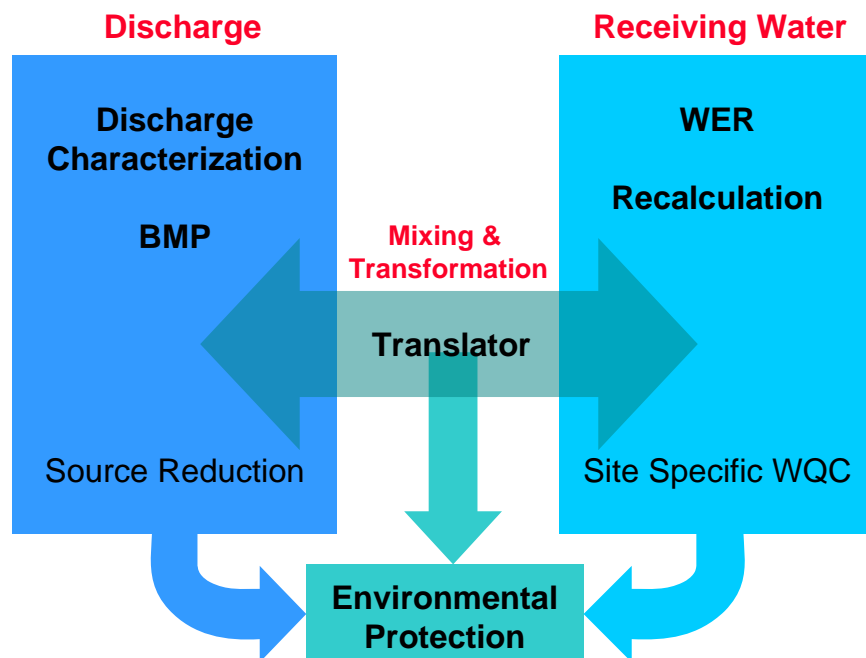 Discharge
Receiving Water
Discharge
Characterization
BMP
WER
Recalculation
Mixing &
Transformation
Translator
Source Reduction
Site Specific WQC
Environmental
Protection